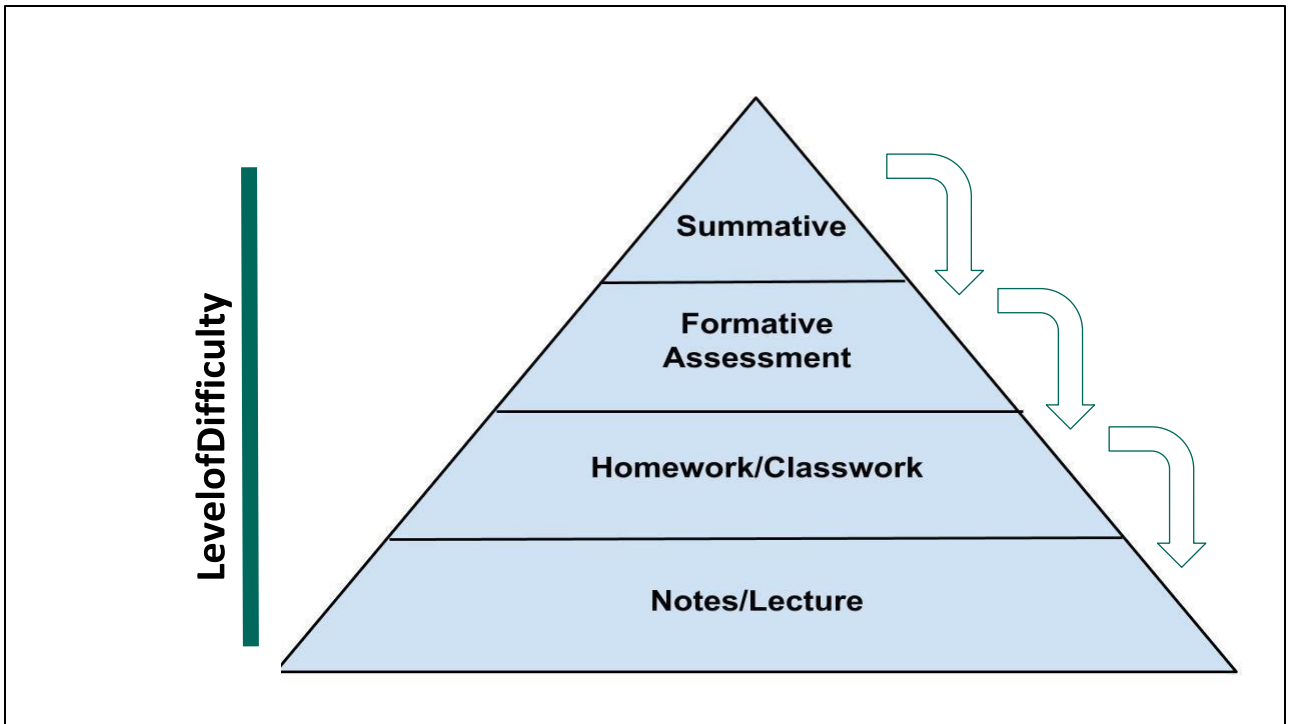 Summative
Formative
Assessment
Homework/Classwork
Notes/Lecture
LevelofDifficulty